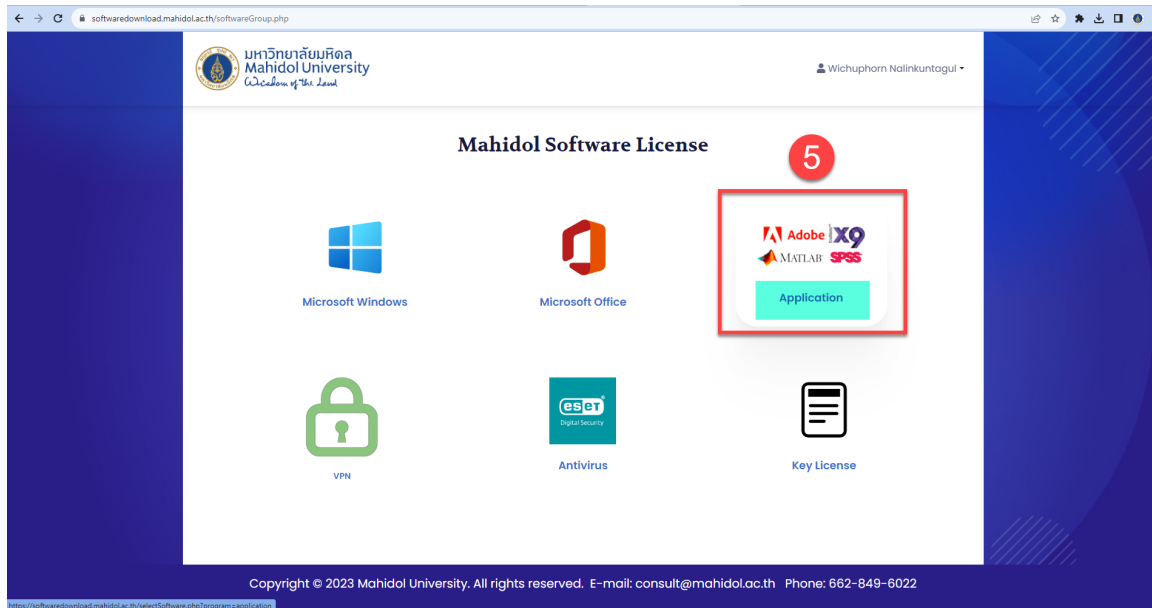 softwaredownload.mahidol.ac.th/softwareGroup.php
มหาวิทยาลัยมหิดล
Mahidol University
Wisdom of the Land
Wichuphorn Nalinkuntagul
Mahidol Software License
5
Adobe X9
MATLAB SPSS
Microsoft Windows
Microsoft Office
Application
eseT
Digital Security
VPN
Antivirus
Key License
Copyright © 2023 Mahidol University. All rights reserved. E-mail: consult@mahidol.ac.th Phone: 662-849-6022
https://softwaredownload.mahidol.ac.th/selectSoftware.php?program=application